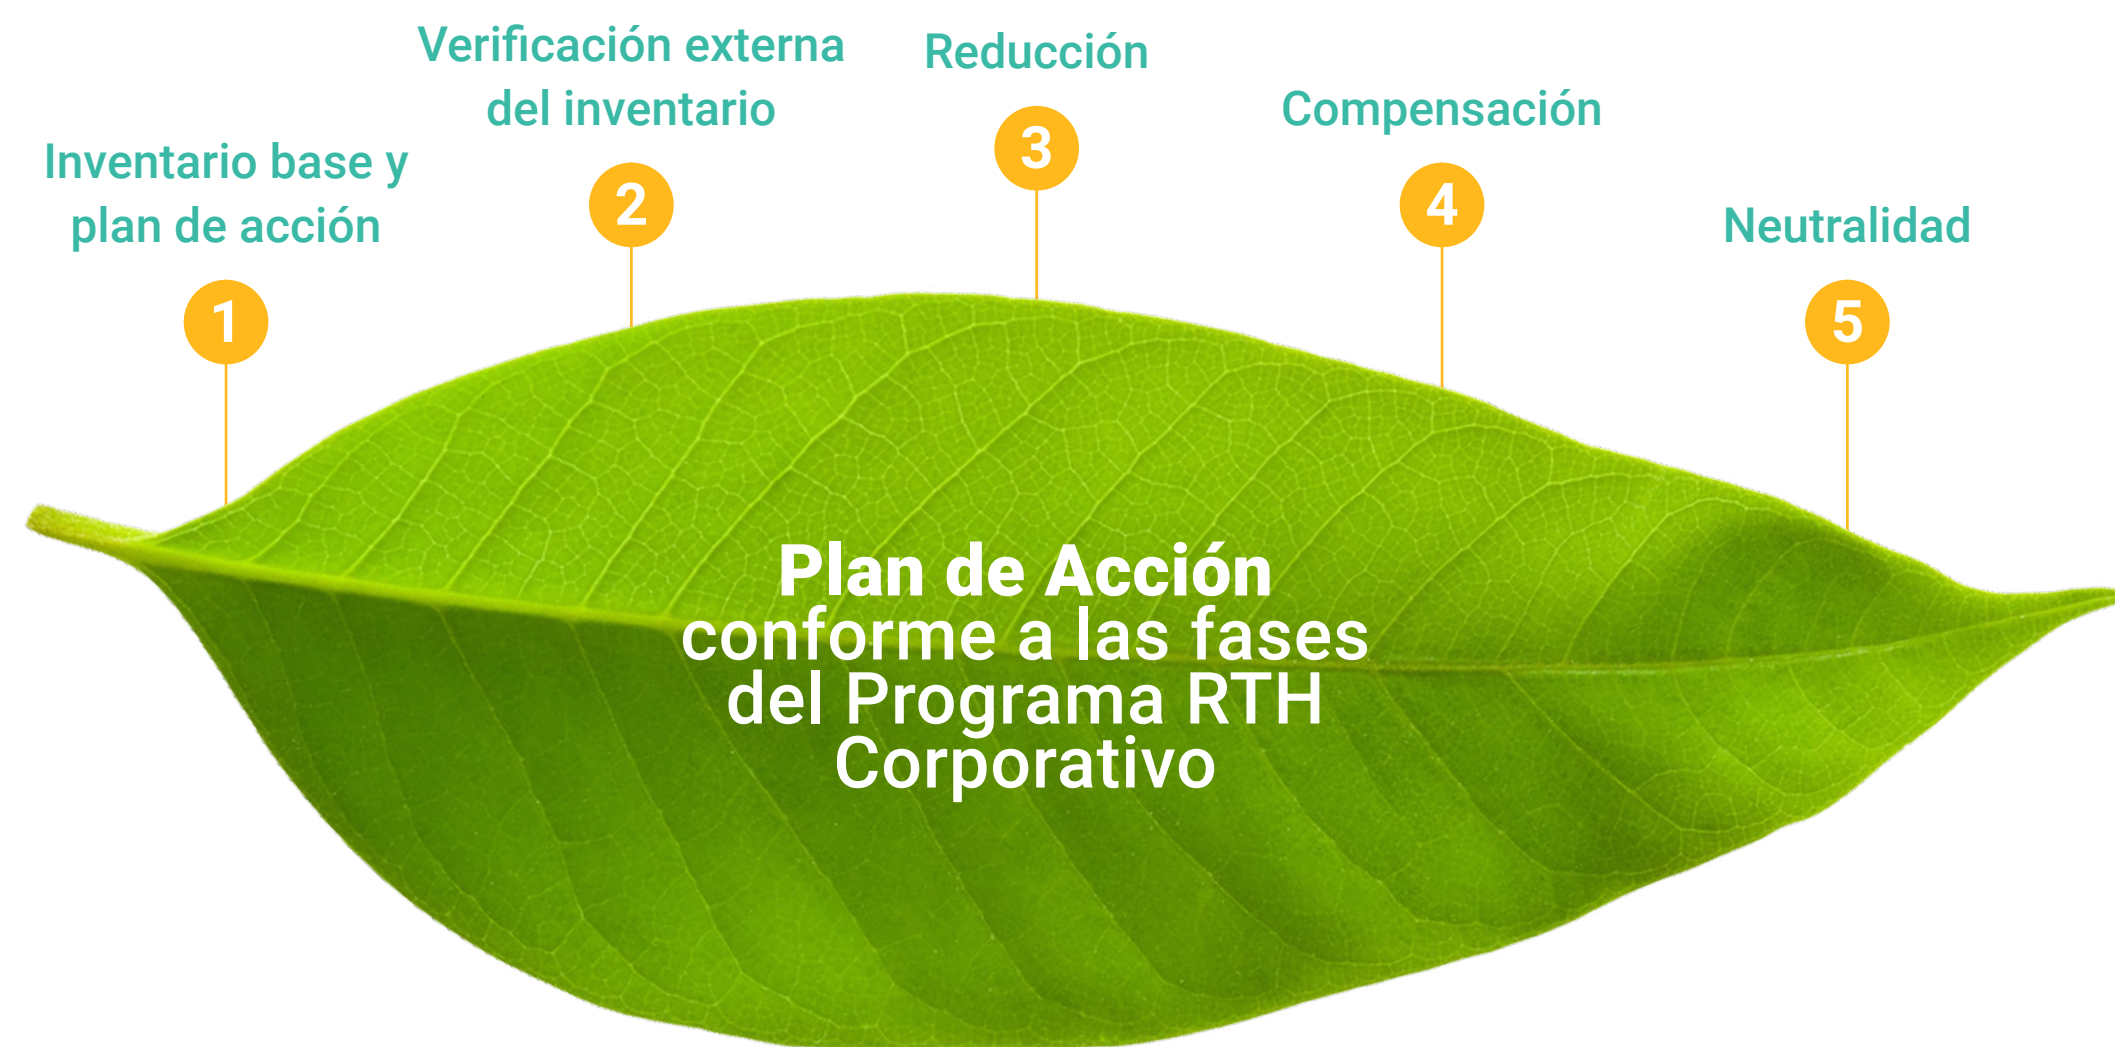 Inventario base y
plan de acción
1
Verificación externa
del inventario
2
Reducción
3
Compensación
4
Neutralidad
5
Plan de Acción
conforme a las fases
del Programa RTH
Corporativo